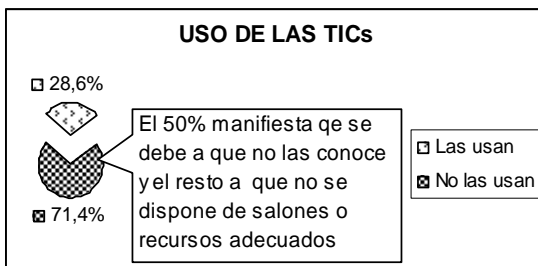 USO DE LAS TICs
28,6%
El 50% manifiesta qe se
debe a que no las conoce
y el resto a que no se
dispone de salones o
recursos adecuados
71,4%
Las usan
No las usan